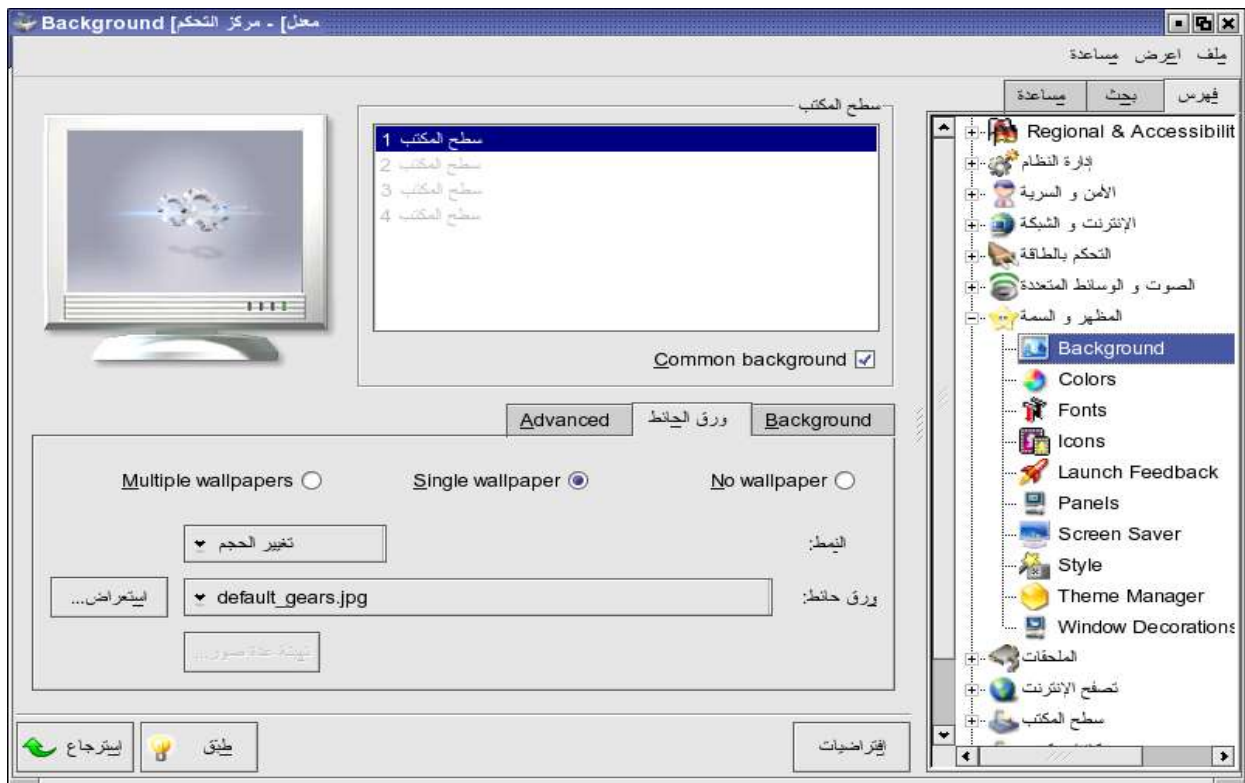 Background [معدل] - مركز التحكم
ملف اعرض مساعدة
فهرس بحث مساعدة
Regional & Accessibilit
إدارة النظام
الأمن و السرية
الإنترنت و الشبكة
التحكم بالطاقة
الصوت و الوسائط المتعددة
المظهر و السمة
Background
Colors
Fonts
Icons
Launch Feedback
Panels
Screen Saver
Style
Theme Manager
Window Decorations
الملحقات
تصفح الإنترنت
سطح المكتب
سطح المكتب
سطح المكتب 1
سطح المكتب 2
سطح المكتب 3
سطح المكتب 4
Common background
Background ورق الحائط Advanced
No wallpaper Single wallpaper Multiple wallpapers
النمط: تغيير الحجم
ورق حائط: default_gears.jpg استعراض...
تهيئة عدة صور...
افتراضيات طبق استرجاع